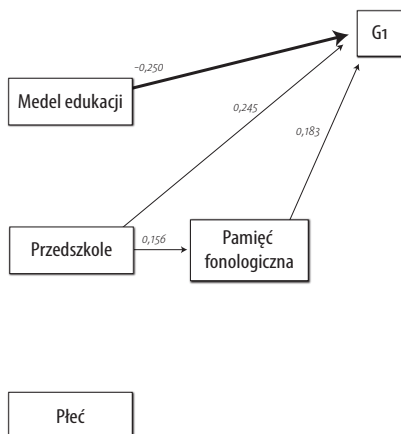 G1
-0,250
Medel edukacji
0,245
0,183
Przedszkole
0,156
Pamięć
fonologiczna
Płeć